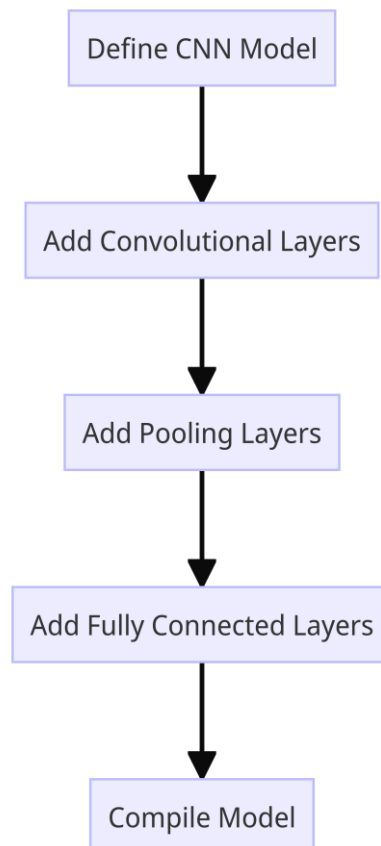 Define CNN Model
Add Convolutional Layers
Add Pooling Layers
Add Fully Connected Layers
Compile Model